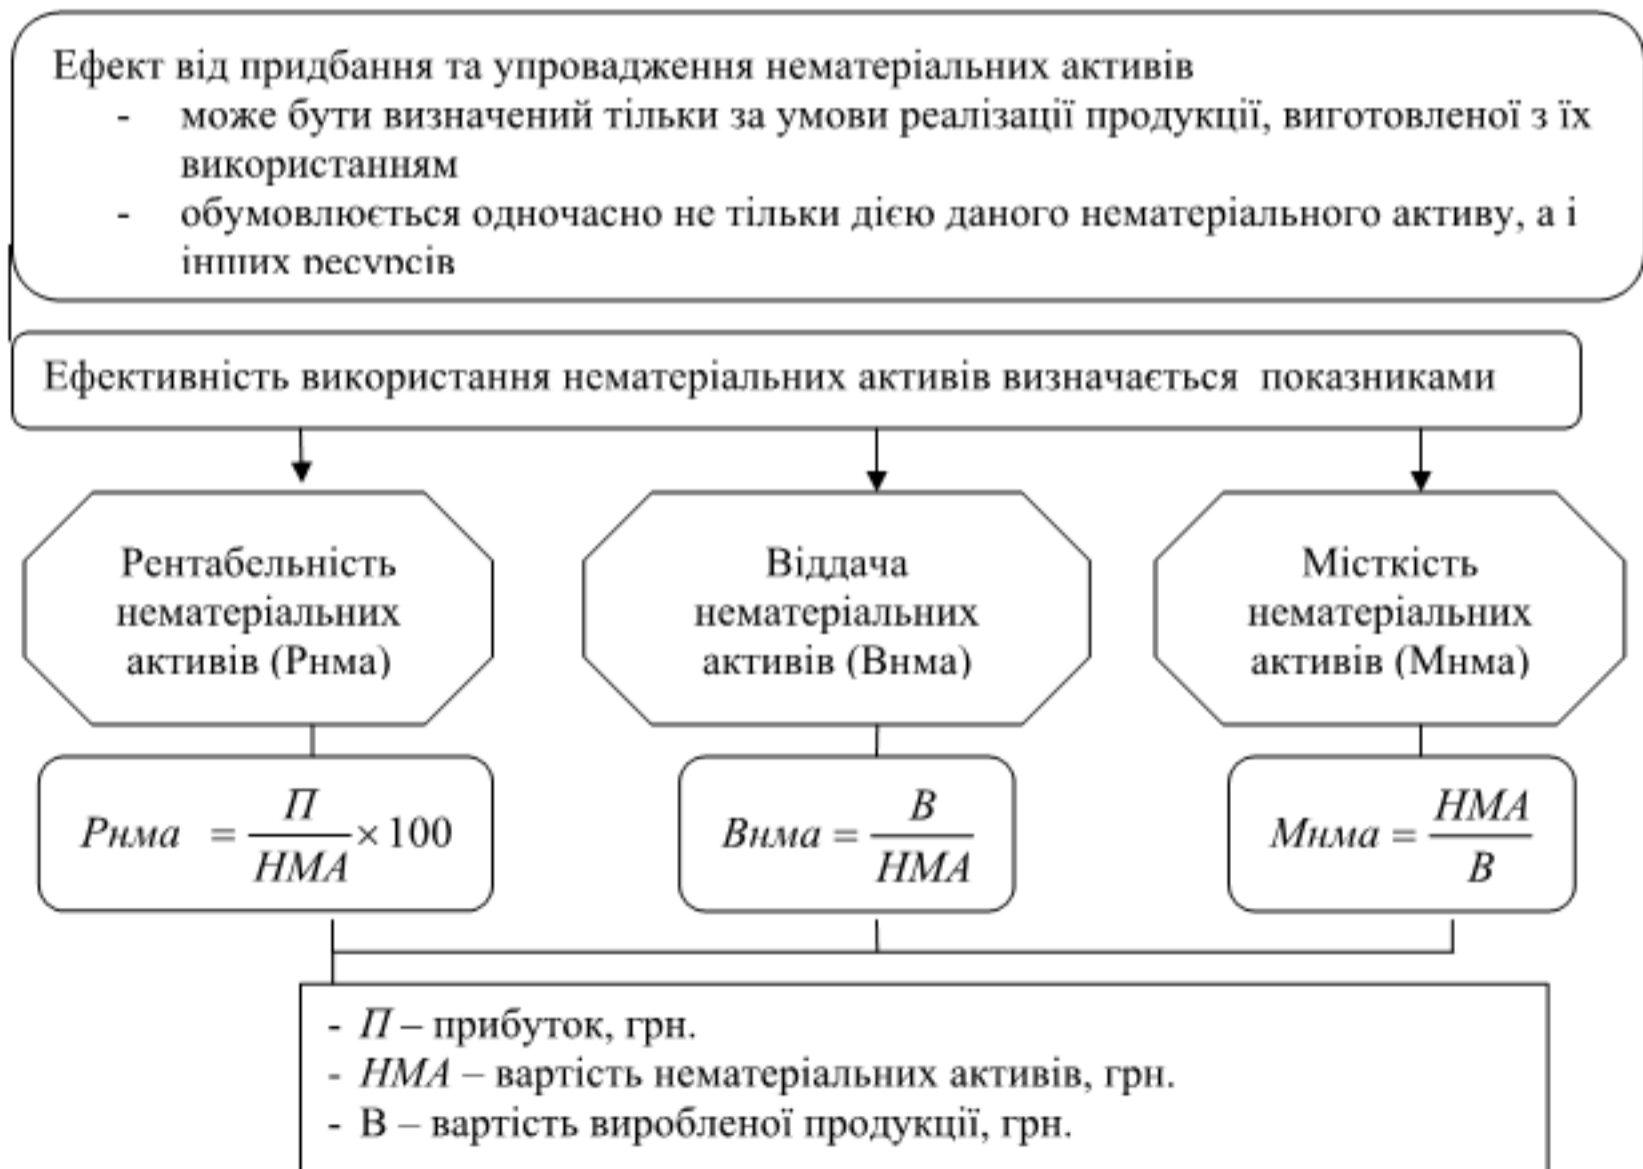 Ефект від придбання та упровадження нематеріальних активів
- може бути визначений тільки за умови реалізації продукції, виготовленої з їх
використанням
- обумовлюється одночасно не тільки дією даного нематеріального активу, а і
інших ресурсів
Ефективність використання нематеріальних активів визначається показниками
Рентабельність
нематеріальних
активів (Рнма)
Віддача
нематеріальних
активів (Внма)
Місткість
нематеріальних
активів (Мнма)
Рнма = П / НМА × 100
Внма = В / НМА
Мнма = НМА / В
- П – прибуток, грн.
- НМА – вартість нематеріальних активів, грн.
- В – вартість виробленої продукції, грн.